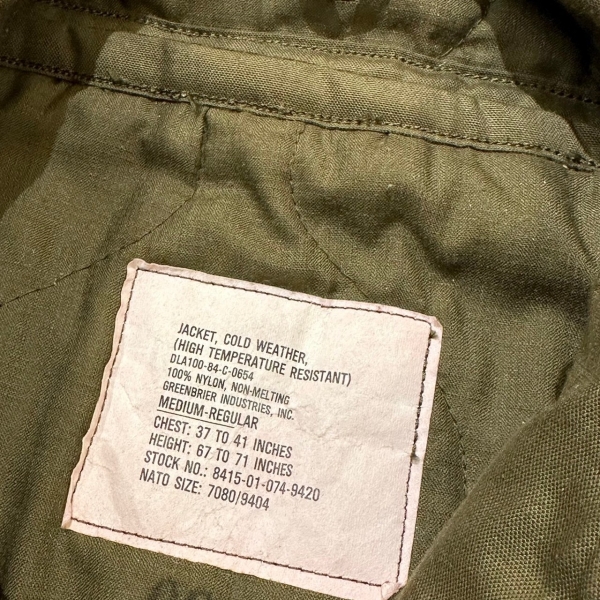 JACKET, COLD WEATHER,
(HIGH TEMPERATURE RESISTANT)
DLA100-84-C-0654
100% NYLON, NON-MELTING
GREENBRIER INDUSTRIES, INC.
MEDIUM-REGULAR
CHEST: 37 TO 41 INCHES
HEIGHT: 67 TO 71 INCHES
STOCK NO.: 8415-01-074-9420
NATO SIZE: 7080/9404